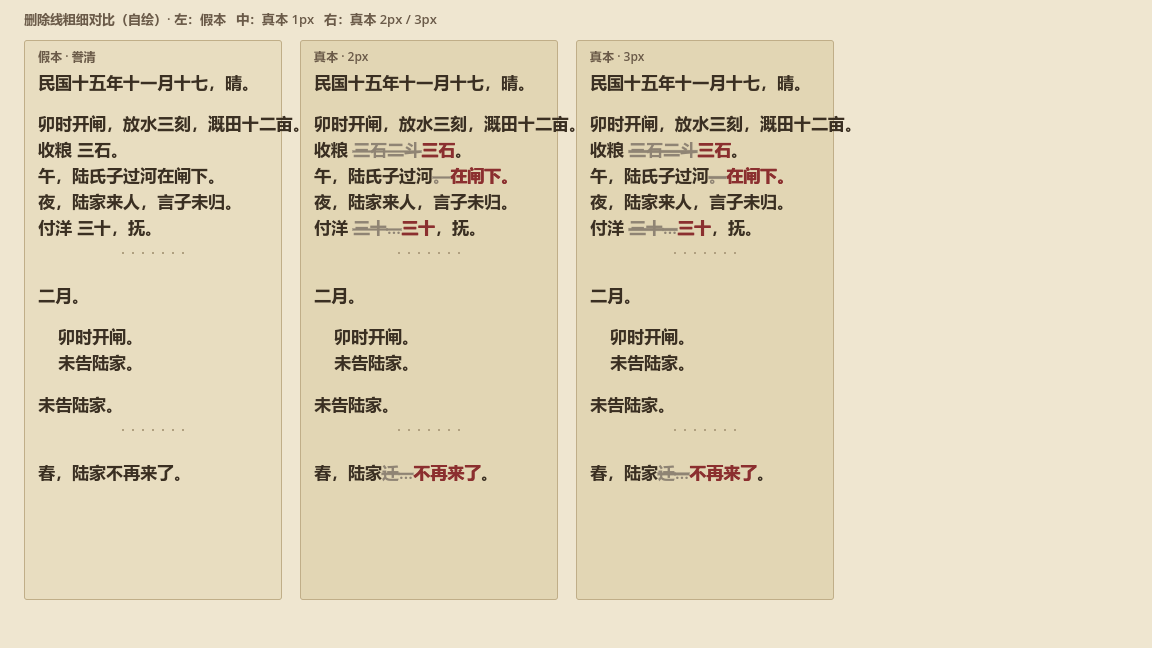 删除线粗细对比（自绘）· 左：假本  中：真本 1px  右：真本 2px / 3px
假本 · 誊清
民国十五年十一月十七，晴。
卯时开闸，放水三刻，溉田十二亩。
收粮 三石。
午，陆氏子过河在闸下。
夜，陆家来人，言子未归。
付洋 三十，抚。
· · · · · · ·
二月。
卯时开闸。
未告陆家。
未告陆家。
· · · · · · ·
春，陆家不再来了。
真本 · 2px
民国十五年十一月十七，晴。
卯时开闸，放水三刻，溉田十二亩。
收粮 三石二斗三石。
午，陆氏子过河。在闸下。
夜，陆家来人，言子未归。
付洋 三十…三十，抚。
· · · · · · ·
二月。
卯时开闸。
未告陆家。
未告陆家。
· · · · · · ·
春，陆家迁…不再来了。
真本 · 3px
民国十五年十一月十七，晴。
卯时开闸，放水三刻，溉田十二亩。
收粮 三石二斗三石。
午，陆氏子过河。在闸下。
夜，陆家来人，言子未归。
付洋 三十…三十，抚。
· · · · · · ·
二月。
卯时开闸。
未告陆家。
未告陆家。
· · · · · · ·
春，陆家迁…不再来了。